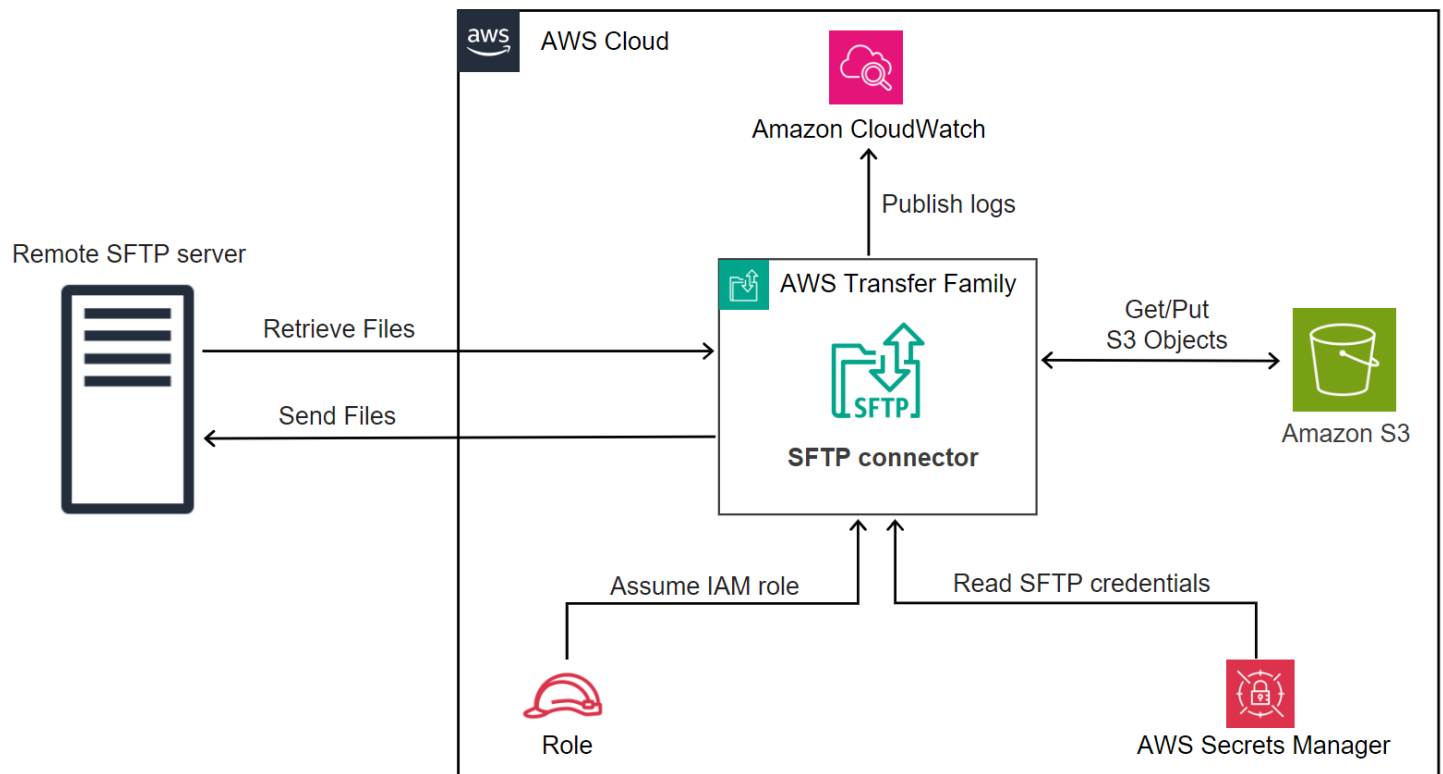 aws
AWS Cloud
Amazon CloudWatch
Publish logs
Remote SFTP server
AWS Transfer Family
Retrieve Files
Get/Put
S3 Objects
SFTP
Send Files
Amazon S3
SFTP connector
Assume IAM role
Read SFTP credentials
Role
AWS Secrets Manager